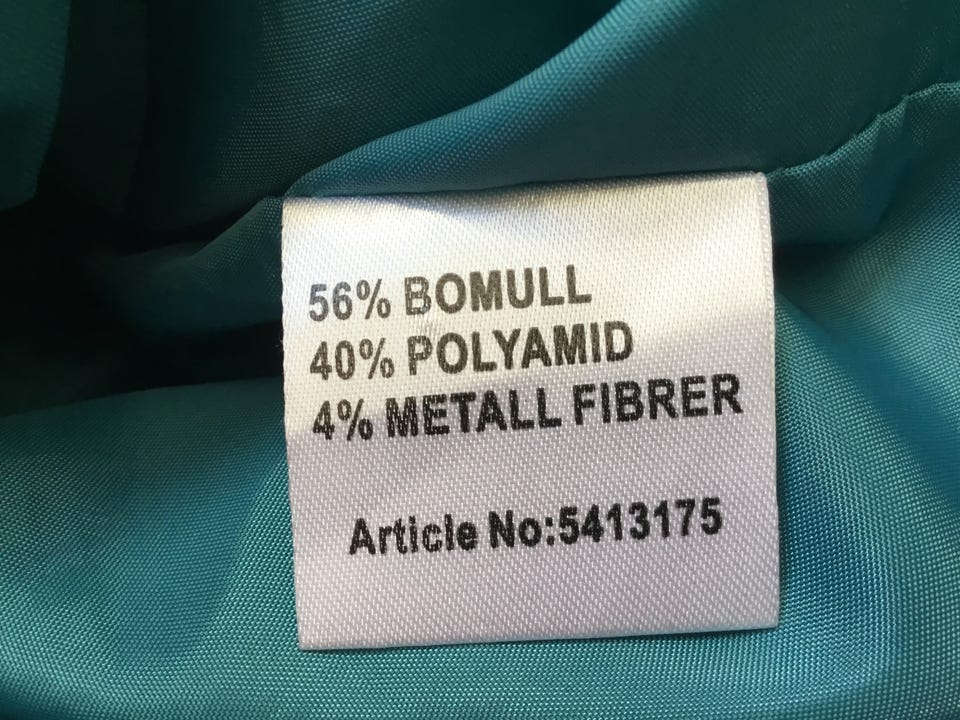 56% BOMULL
40% POLYAMID
4% METALL FIBRER
Article No:5413175